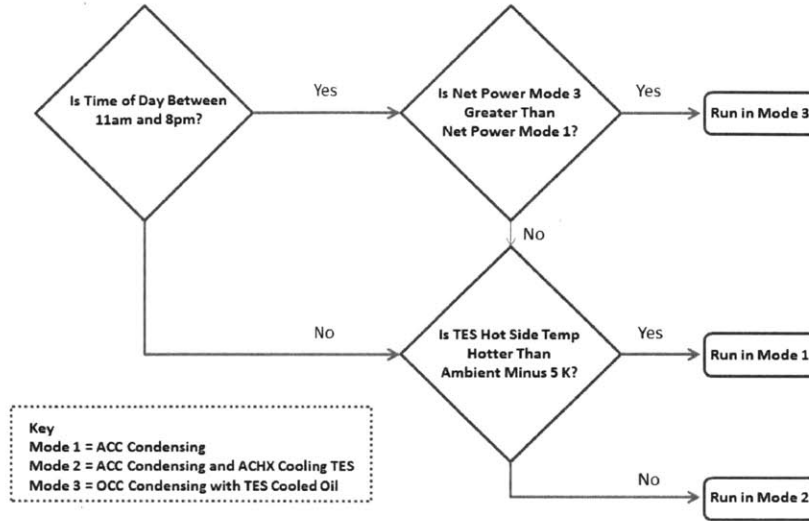 Is Time of Day Between
11am and 8pm?
Yes
Is Net Power Mode 3
Greater Than
Net Power Mode 1?
Yes
Run in Mode 3
No
No
Is TES Hot Side Temp
Hotter Than
Ambient Minus 5 K?
Yes
Run in Mode 1
No
Run in Mode 2
Key
Mode 1 = ACC Condensing
Mode 2 = ACC Condensing and ACHX Cooling TES
Mode 3 = OCC Condensing with TES Cooled Oil